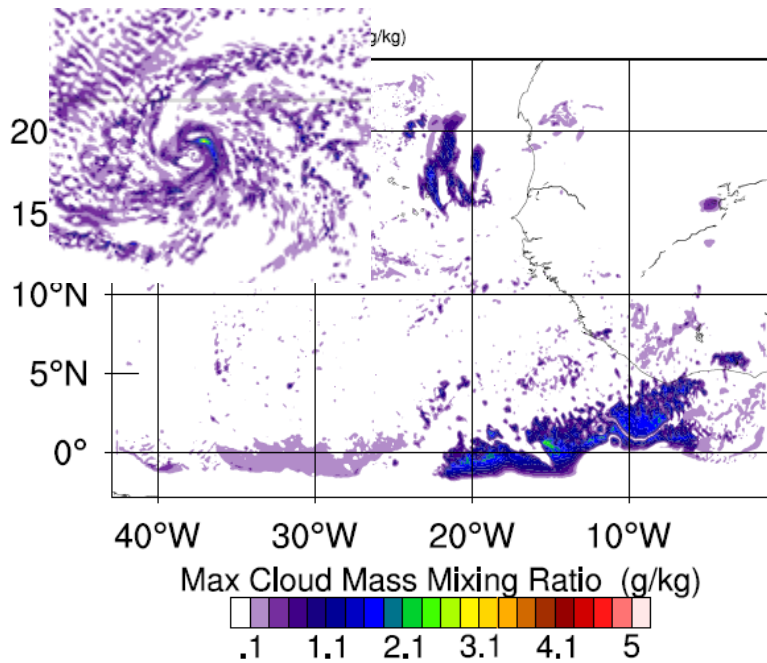 g/kg)
20
15
10°N
5°N
0°
40°W 30°W 20°W 10°W
Max Cloud Mass Mixing Ratio (g/kg)
.1 1.1 2.1 3.1 4.1 5